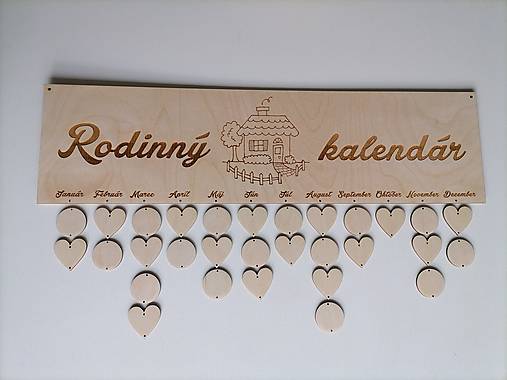 Rodinný kalendár
Január Február Marec Apríl Máj Jún Júl August September Október November December